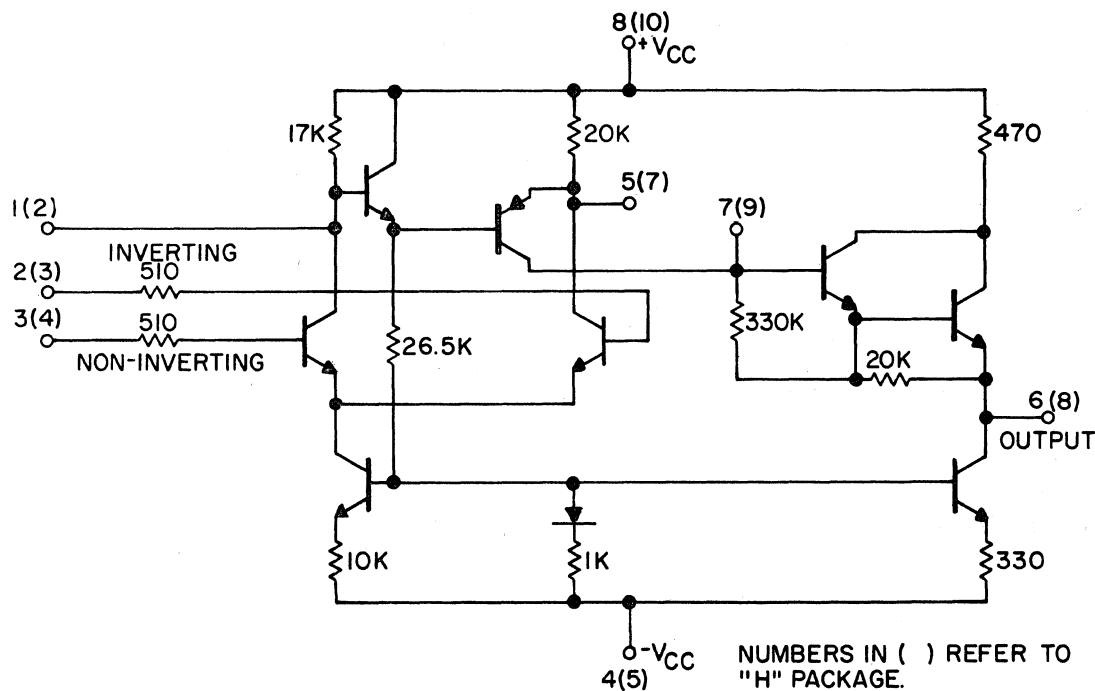 8(10)
+VCC
17K
20K
470
5(7)
1(2)
7(9)
INVERTING
2(3)
510
3(4)
510
330K
26.5K
NON-INVERTING
20K
6(8)
OUTPUT
10K
1K
330
-VCC
4(5)
NUMBERS IN ( ) REFER TO
"H" PACKAGE.